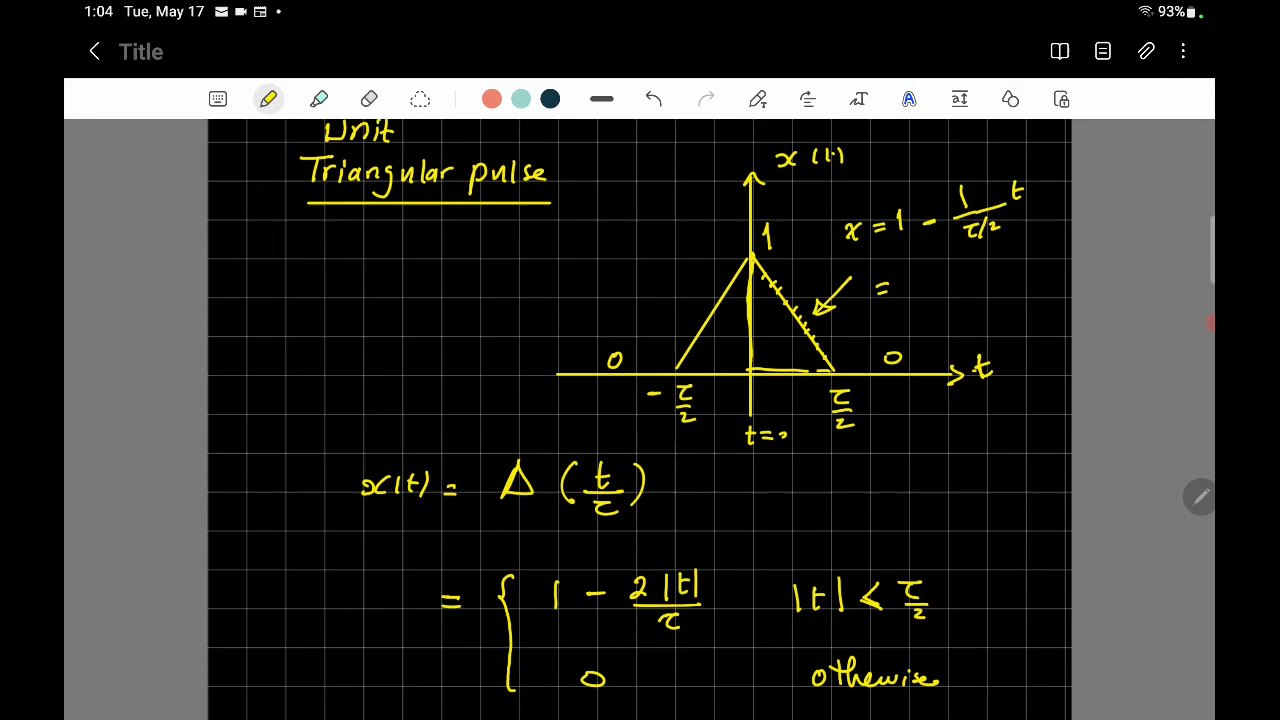 1:04 Tue, May 17
93%
Title
Unit
Triangular pulse
x(t)
1
x = 1 - 1/(τ/2) t
=
0
0
t
- τ/2
τ/2
t=
x(t) = Δ (t/τ)
= { 1 - 2|t|/τ |t| < τ/2
0 otherwise